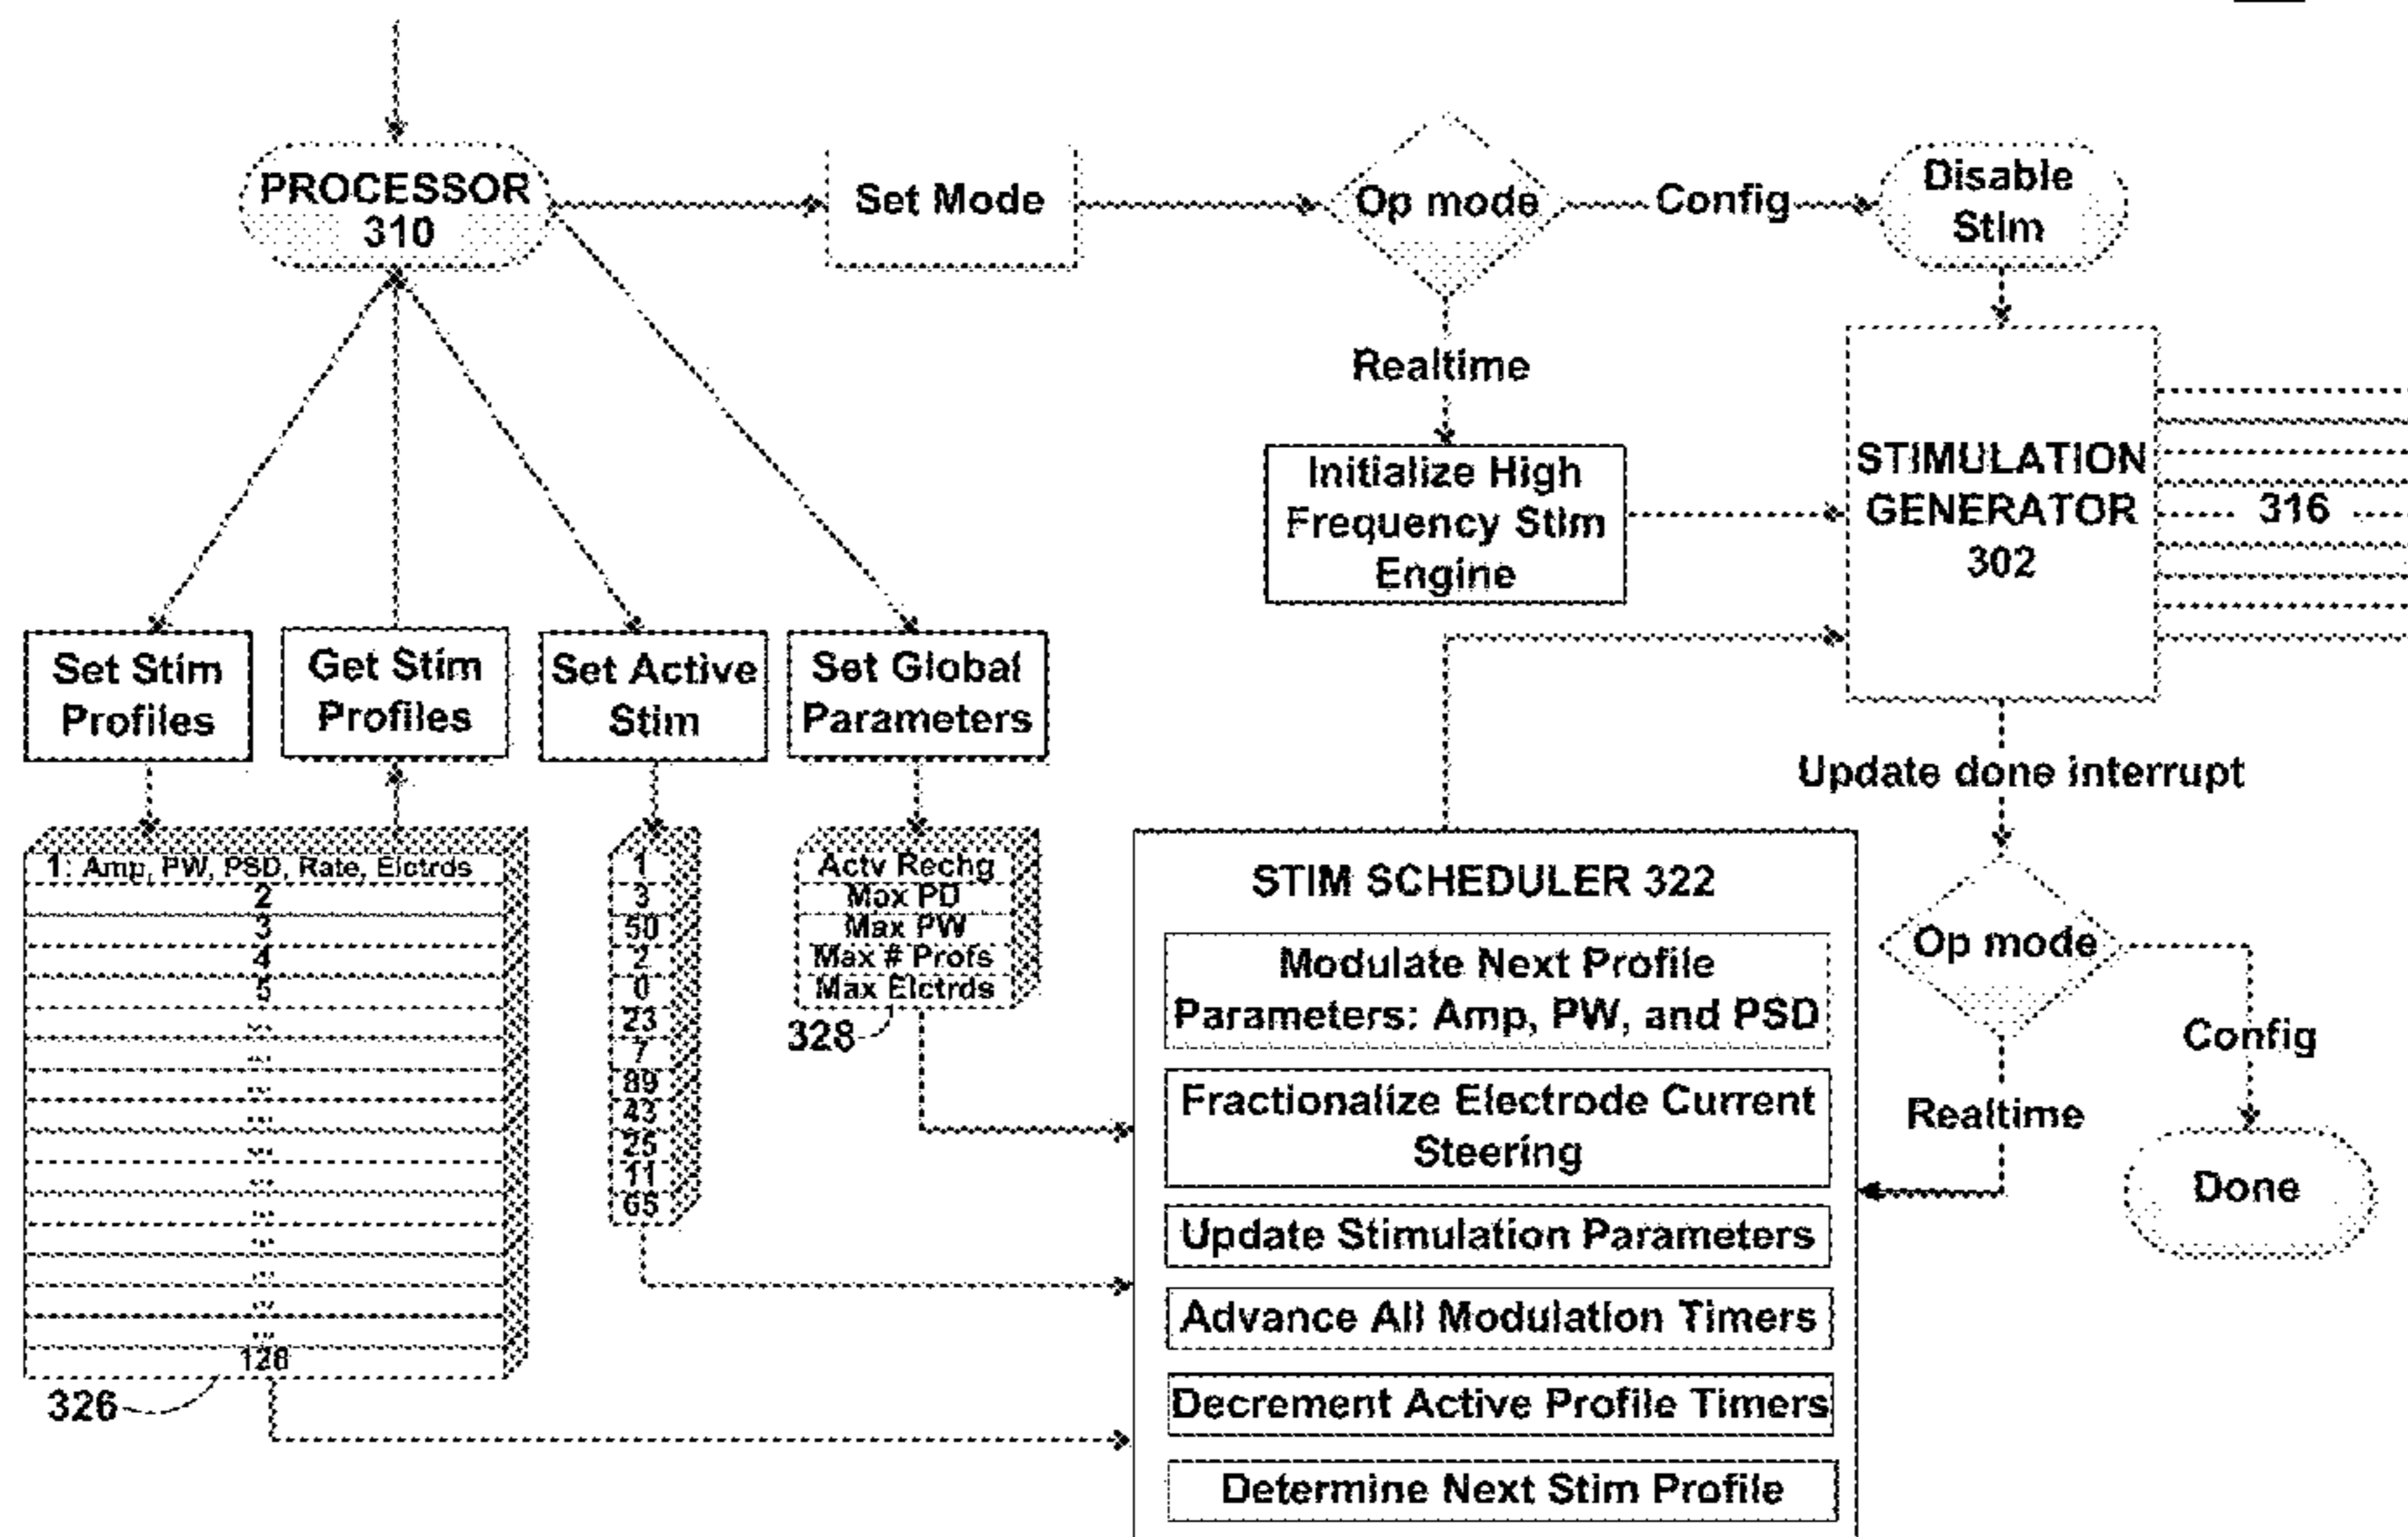 PROCESSOR
310
Set Mode
Op mode
Config
Disable
Stim
Realtime
Initialize High
Frequency Stim
Engine
STIMULATION
GENERATOR
302
316
Set Stim
Profiles
Get Stim
Profiles
Set Active
Stim
Set Global
Parameters
Update done interrupt
1: Amp, PW, PSD, Rate, Elctrds
2
3
4
5
...
...
...
...
...
...
...
...
...
...
...
128
326
1
3
50
2
0
23
7
89
43
25
11
65
Actv Rechg
Max PD
Max PW
Max # Profs
Max Elctrds
328
STIM SCHEDULER 322
Modulate Next Profile
Parameters: Amp, PW, and PSD
Fractionalize Electrode Current
Steering
Update Stimulation Parameters
Advance All Modulation Timers
Decrement Active Profile Timers
Determine Next Stim Profile
Op mode
Config
Realtime
Done